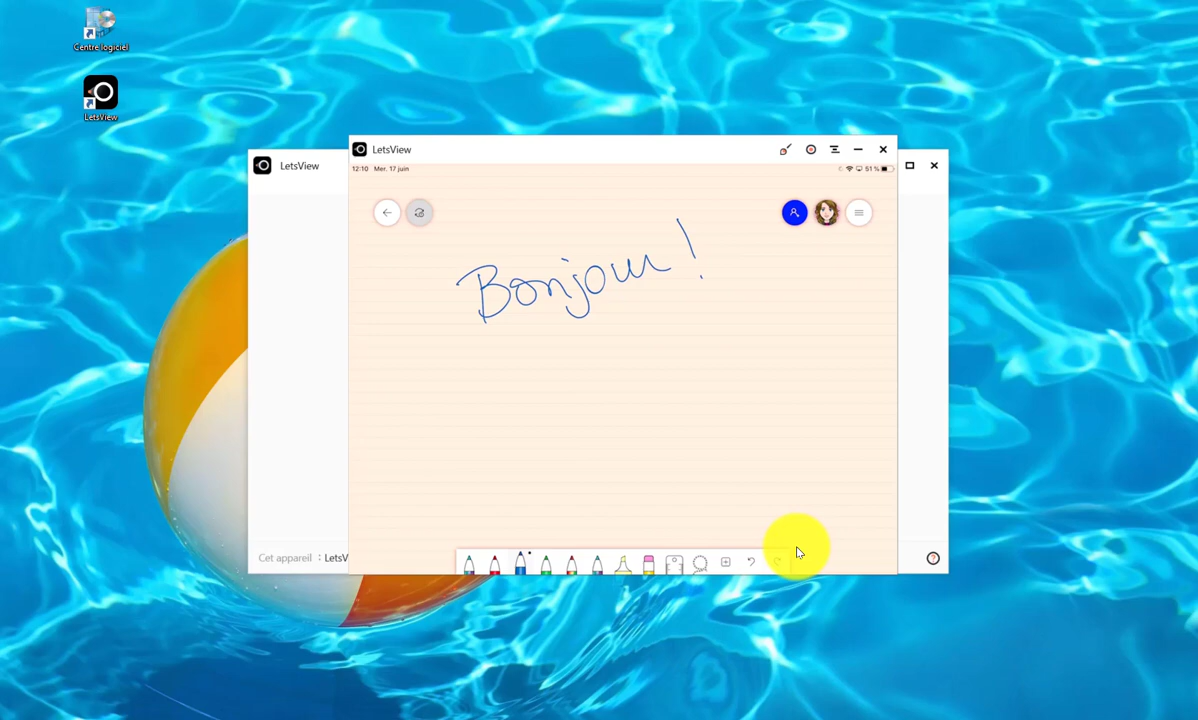 Centre logiciel
LetsView
LetsView
LetsView
12:10 Mer. 17 juin
51 %
Bonjour !
Cet appareil : LetsV